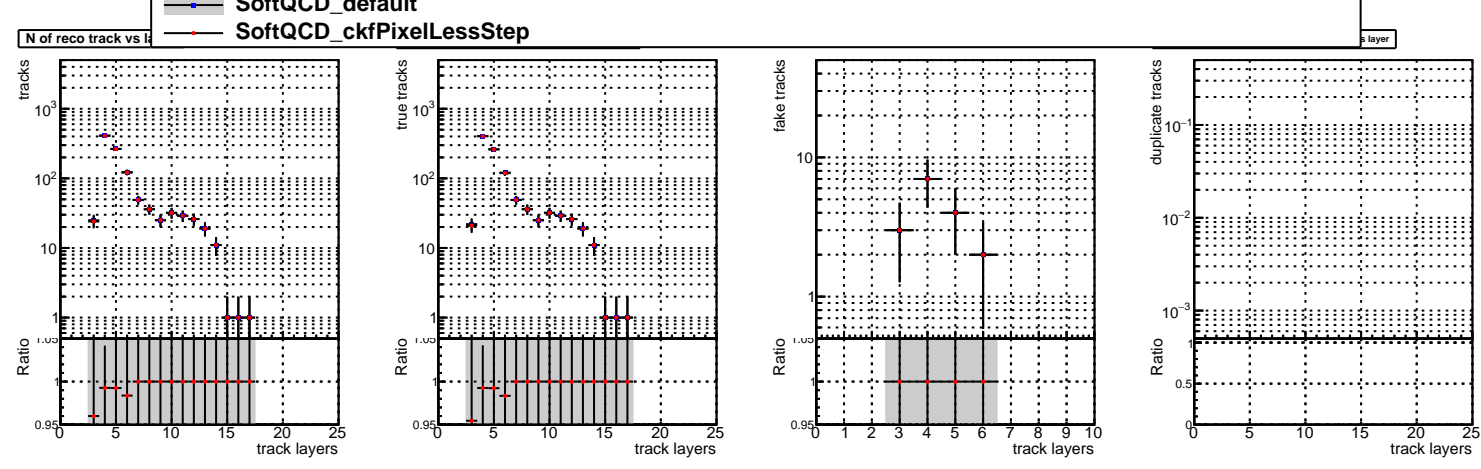 SoftQCD_default
SoftQCD_ckfPixelLessStep
N of reco track vs la
s layer
tracks
10³
10²
10
1
1.05
Ratio
1
0.95
0 5 10 15 20 25
track layers
true tracks
10³
10²
10
1
1.05
Ratio
1
0.95
0 5 10 15 20 25
track layers
fake tracks
10
1
1.05
Ratio
1
0.95
0 1 2 3 4 5 6 7 8 9 10
track layers
duplicate tracks
10⁻¹
10⁻²
10⁻³
Ratio
1
0.5
0
0 5 10 15 20 25
track layers